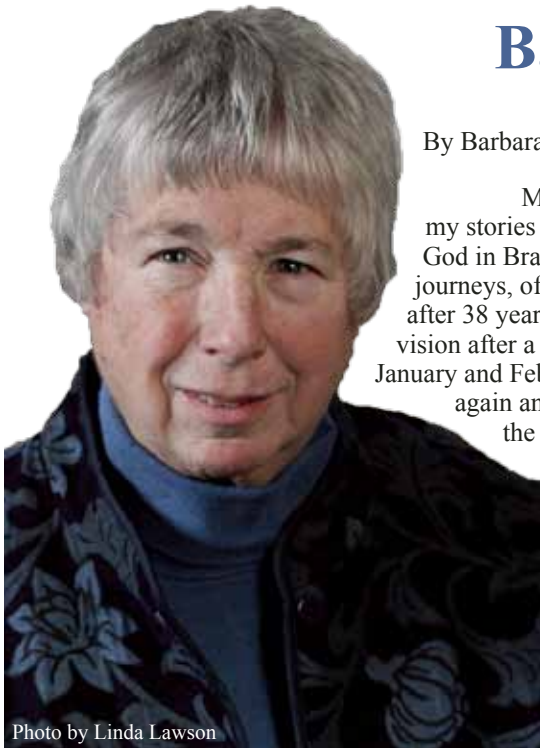 B
By Barbara
M
my stories
God in Bra
journeys, of
after 38 year
vision after a
January and Feb
again an
the
Photo by Linda Lawson